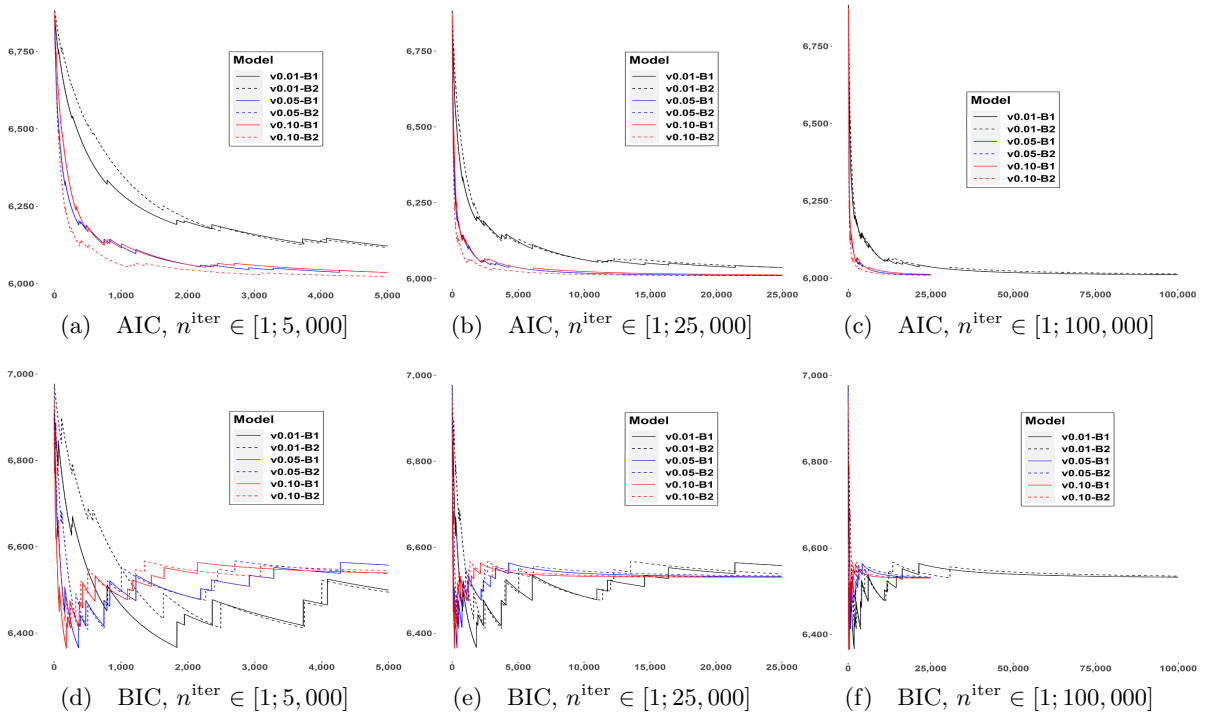 6,750
6,500
6,250
6,000
Model
v0.01-B1
v0.01-B2
v0.05-B1
v0.05-B2
v0.10-B1
v0.10-B2
0 1,000 2,000 3,000 4,000 5,000
(a) AIC, n^iter ∈ [1; 5,000]
6,750
6,500
6,250
6,000
Model
v0.01-B1
v0.01-B2
v0.05-B1
v0.05-B2
v0.10-B1
v0.10-B2
0 5,000 10,000 15,000 20,000 25,000
(b) AIC, n^iter ∈ [1; 25,000]
6,750
6,500
6,250
6,000
Model
v0.01-B1
v0.01-B2
v0.05-B1
v0.05-B2
v0.10-B1
v0.10-B2
0 25,000 50,000 75,000 100,000
(c) AIC, n^iter ∈ [1; 100,000]
7,000
6,800
6,600
6,400
Model
v0.01-B1
v0.01-B2
v0.05-B1
v0.05-B2
v0.10-B1
v0.10-B2
0 1,000 2,000 3,000 4,000 5,000
(d) BIC, n^iter ∈ [1; 5,000]
7,000
6,800
6,600
6,400
Model
v0.01-B1
v0.01-B2
v0.05-B1
v0.05-B2
v0.10-B1
v0.10-B2
0 5,000 10,000 15,000 20,000 25,000
(e) BIC, n^iter ∈ [1; 25,000]
7,000
6,800
6,600
6,400
Model
v0.01-B1
v0.01-B2
v0.05-B1
v0.05-B2
v0.10-B1
v0.10-B2
0 25,000 50,000 75,000 100,000
(f) BIC, n^iter ∈ [1; 100,000]